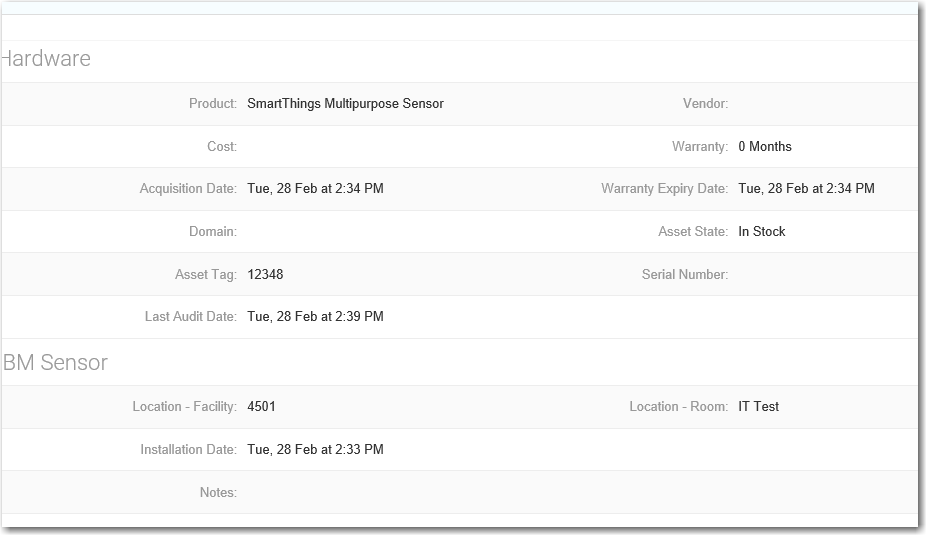 Hardware
Product: SmartThings Multipurpose Sensor Vendor:
Cost: Warranty: 0 Months
Acquisition Date: Tue, 28 Feb at 2:34 PM Warranty Expiry Date: Tue, 28 Feb at 2:34 PM
Domain: Asset State: In Stock
Asset Tag: 12348 Serial Number:
Last Audit Date: Tue, 28 Feb at 2:39 PM
BM Sensor
Location - Facility: 4501 Location - Room: IT Test
Installation Date: Tue, 28 Feb at 2:33 PM
Notes: